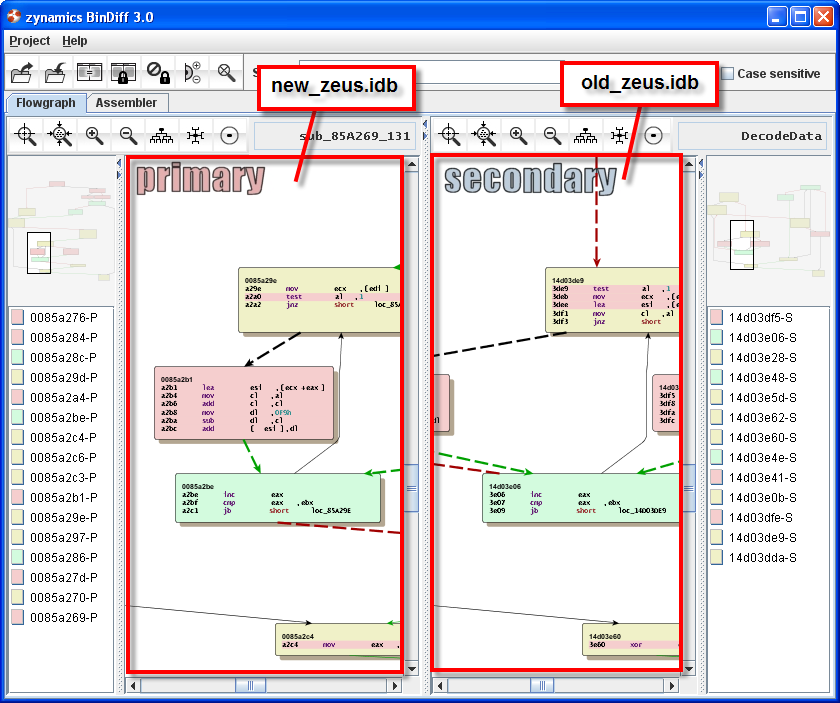 zynamics BinDiff 3.0
Project Help
Case sensitive
new_zeus.idb
old_zeus.idb
Flowgraph Assembler
sub_85A269_131
DecodeData
primary
secondary
0085a29e
a29e mov ecx ,[edi ]
a2a0 test al ,1
a2a2 jnz short loc_85A
0085a2b1
a2b1 lea esi ,[ecx +eax ]
a2b4 mov cl ,al
a2b6 add cl ,cl
a2b8 mov dl ,0F9h
a2ba sub dl ,cl
a2bc add [ esi ],dl
0085a2be
a2be inc eax
a2bf cmp eax ,ebx
a2c1 jb short loc_85A29E
0085a2c4
a2c4 mov eax ,
14d03de9
3de9 test al ,1
3deb mov cx ,[e
3dee lea esi ,[e
3df1 mov cl ,al
3df3 jnz short
14d03
3df5
3df8
3dfa
3dfc
dl
14d03e06
3e06 inc eax
3e07 cmp eax ,ebx
3e09 jb short loc_14D03DE9
14d03e60
3e60 xor
0085a276-P
0085a284-P
0085a28c-P
0085a29d-P
0085a2a4-P
0085a2be-P
0085a2c4-P
0085a2c6-P
0085a2c3-P
0085a2b1-P
0085a29e-P
0085a297-P
0085a286-P
0085a27d-P
0085a270-P
0085a269-P
14d03df5-S
14d03e06-S
14d03e28-S
14d03e48-S
14d03e5d-S
14d03e62-S
14d03e60-S
14d03e4e-S
14d03e41-S
14d03e0b-S
14d03dfe-S
14d03de9-S
14d03dda-S